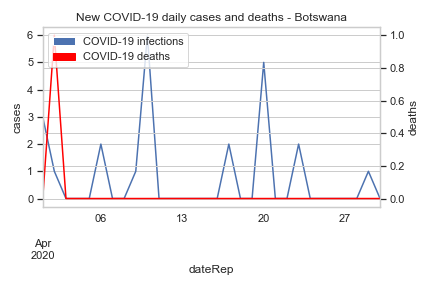 New COVID-19 daily cases and deaths - Botswana
COVID-19 infections
COVID-19 deaths
6
5
4
3
2
1
0
cases
1.0
0.8
0.6
0.4
0.2
0.0
deaths
06
13
20
27
Apr
2020
dateRep